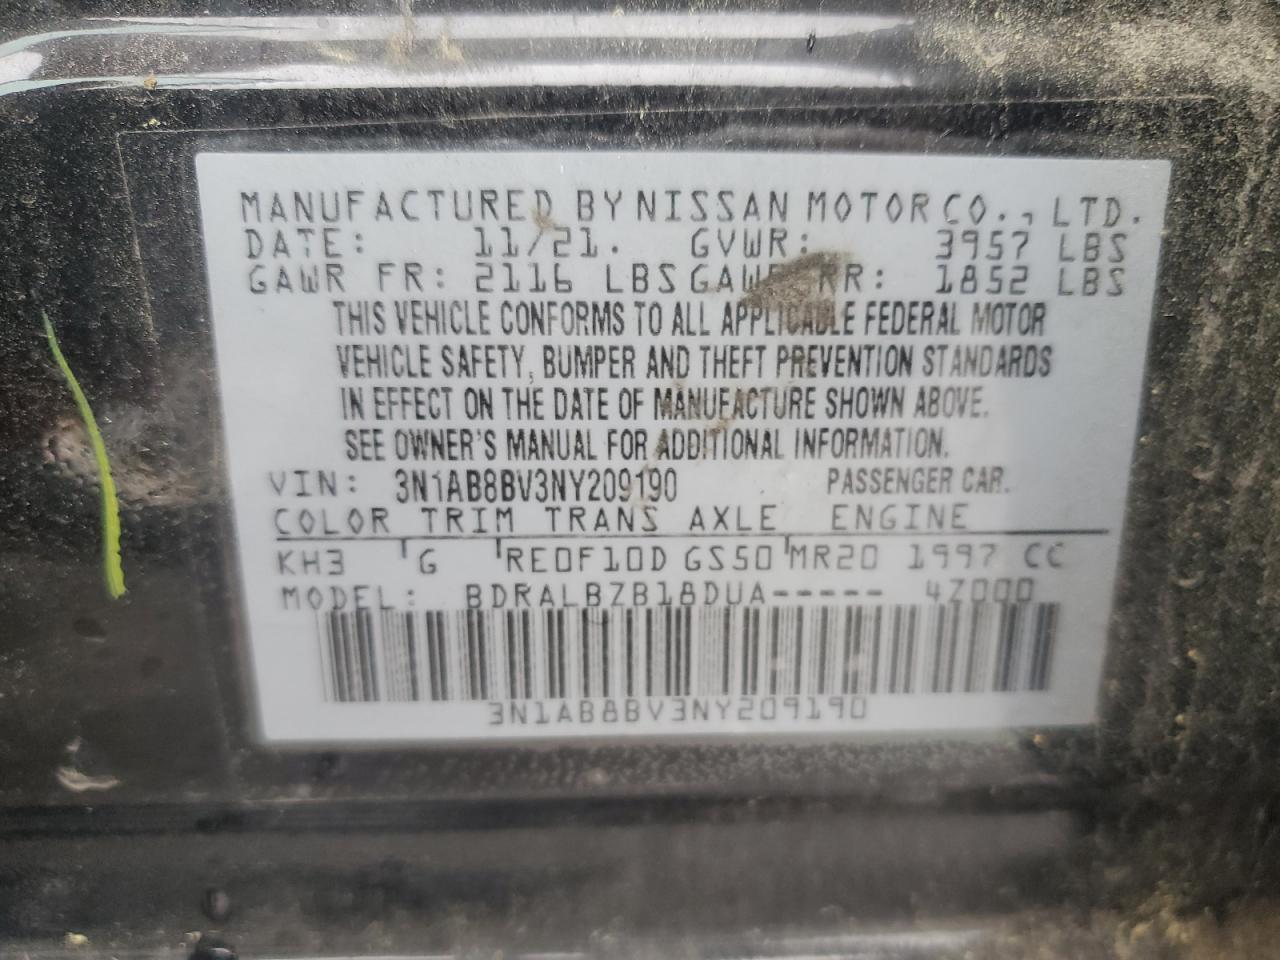 MANUFACTURED BY NISSAN MOTOR CO., LTD.
DATE: 11/21. GVWR: 3957 LBS
GAWR FR: 2116 LBS GAWR RR: 1852 LBS
THIS VEHICLE CONFORMS TO ALL APPLICABLE FEDERAL MOTOR
VEHICLE SAFETY, BUMPER AND THEFT PREVENTION STANDARDS
IN EFFECT ON THE DATE OF MANUFACTURE SHOWN ABOVE.
SEE OWNER'S MANUAL FOR ADDITIONAL INFORMATION.
VIN: 3N1AB8BV3NY209190 PASSENGER CAR.
COLOR TRIM TRANS AXLE ENGINE
KH3 G RE0F10D GS50 MR20 1997 CC
MODEL: BDRALBZB18DUA----- 4Z000
3N1AB8BV3NY209190